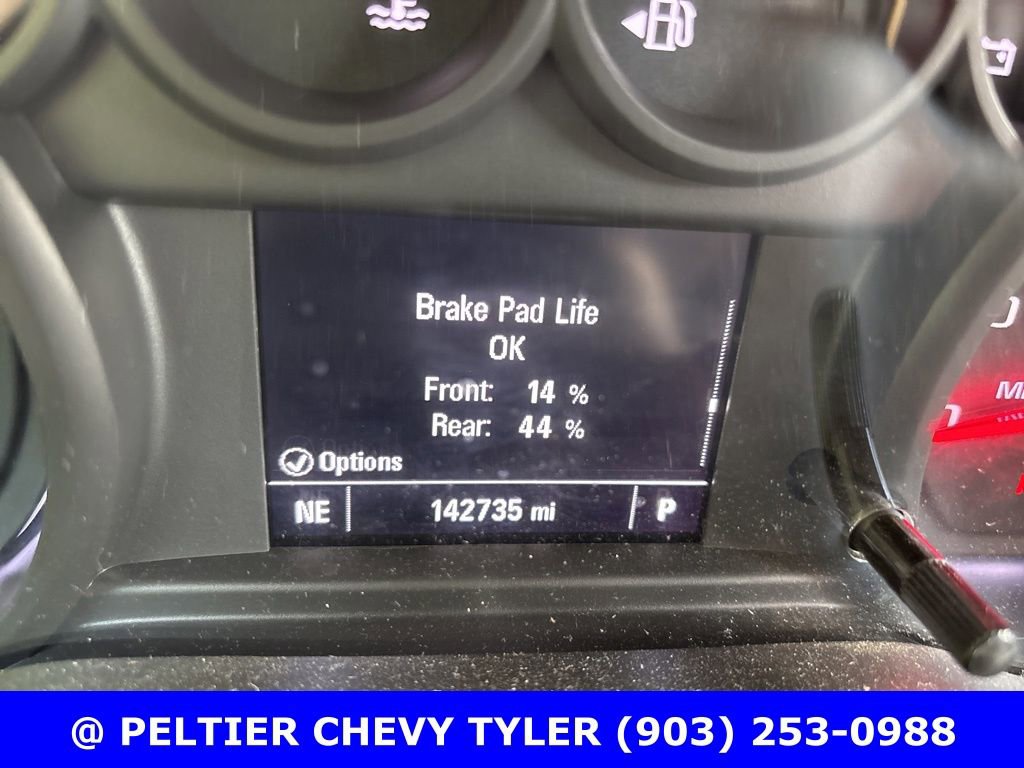 Brake Pad Life
OK
Front: 14 %
Rear: 44 %
Options
NE 142735 mi P
@ PELTIER CHEVY TYLER (903) 253-0988